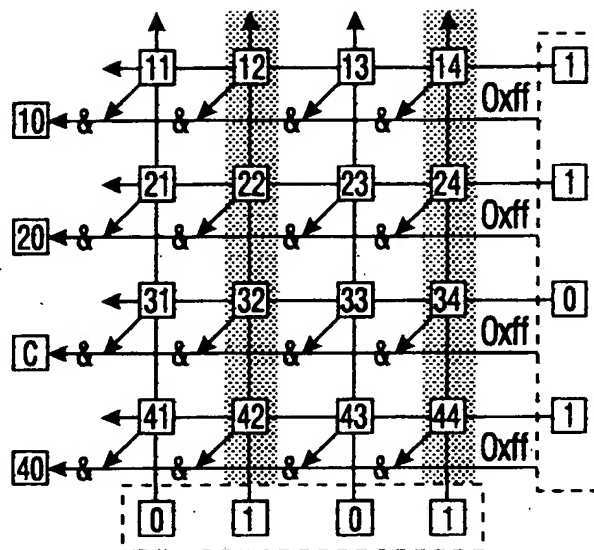 11 12 13 14 1
0xff
10 & & & &
21 22 23 24 1
0xff
20 & & & &
31 32 33 34 0
0xff
C & & & &
41 42 43 44 1
0xff
40 & & & &
0 1 0 1